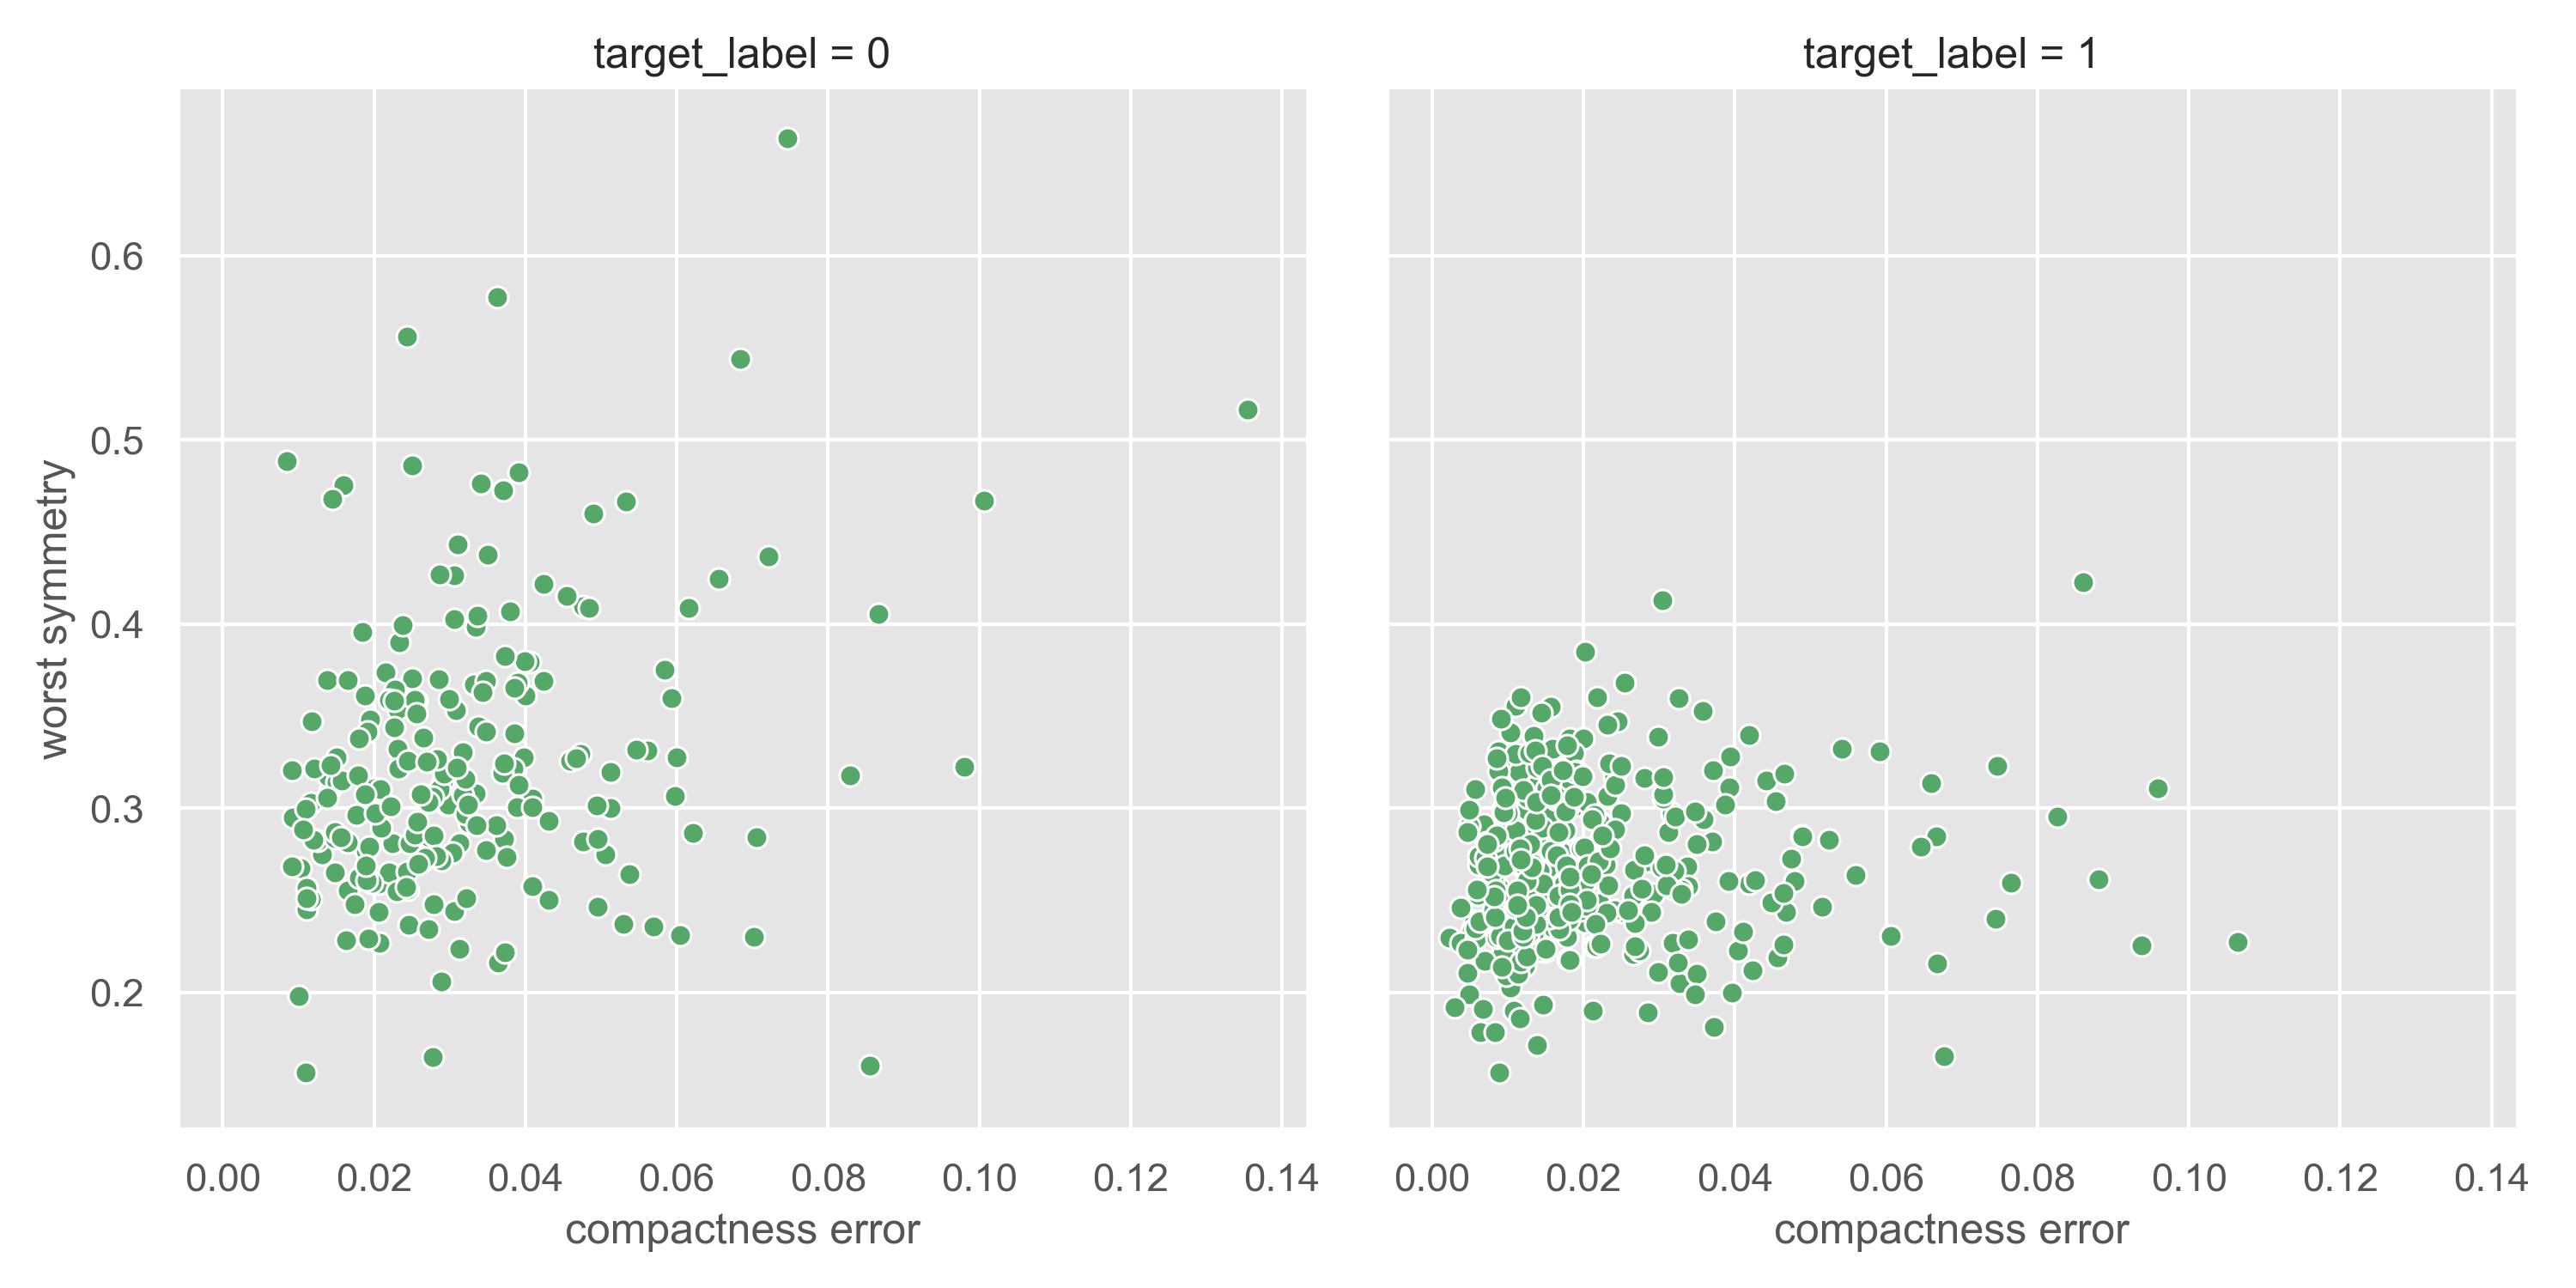 target_label = 0
target_label = 1
worst symmetry
0.6
0.5
0.4
0.3
0.2
0.00 0.02 0.04 0.06 0.08 0.10 0.12 0.14
0.00 0.02 0.04 0.06 0.08 0.10 0.12 0.14
compactness error
compactness error